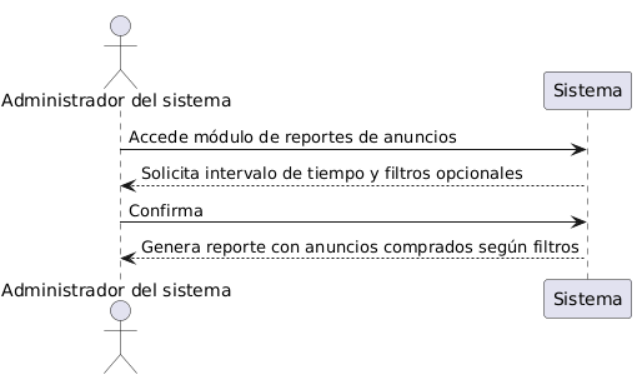 Administrador del sistema
Sistema
Accede módulo de reportes de anuncios
Solicita intervalo de tiempo y filtros opcionales
Confirma
Genera reporte con anuncios comprados según filtros
Administrador del sistema
Sistema